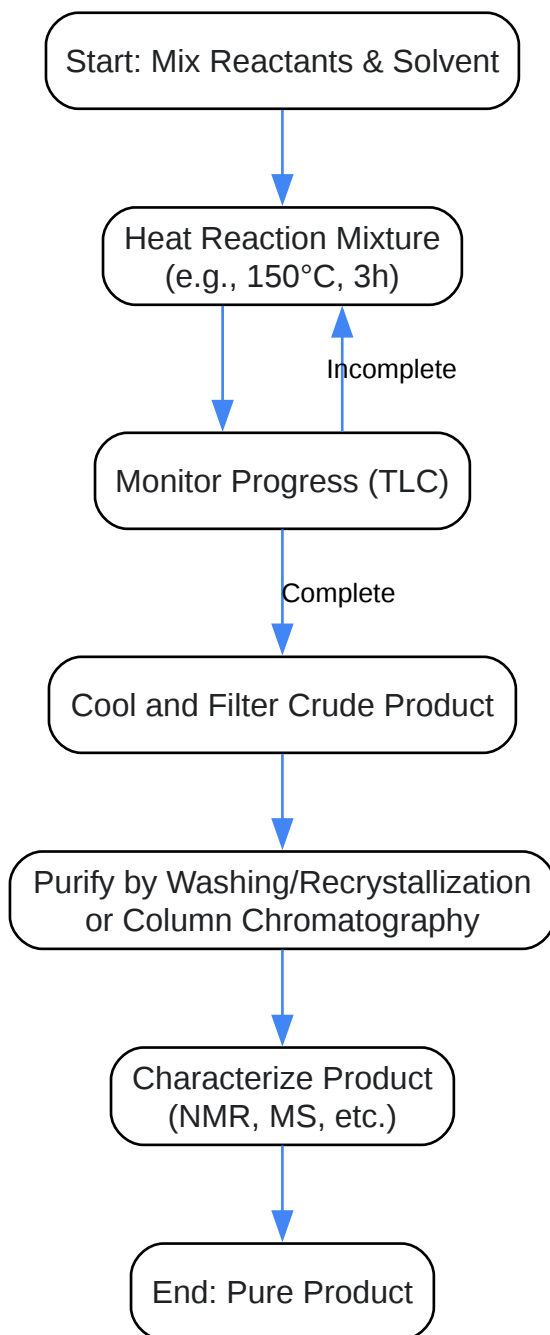 Start: Mix Reactants & Solvent
Heat Reaction Mixture
(e.g., 150°C, 3h)
Incomplete
Monitor Progress (TLC)
Complete
Cool and Filter Crude Product
Purify by Washing/Recrystallization
or Column Chromatography
Characterize Product
(NMR, MS, etc.)
End: Pure Product